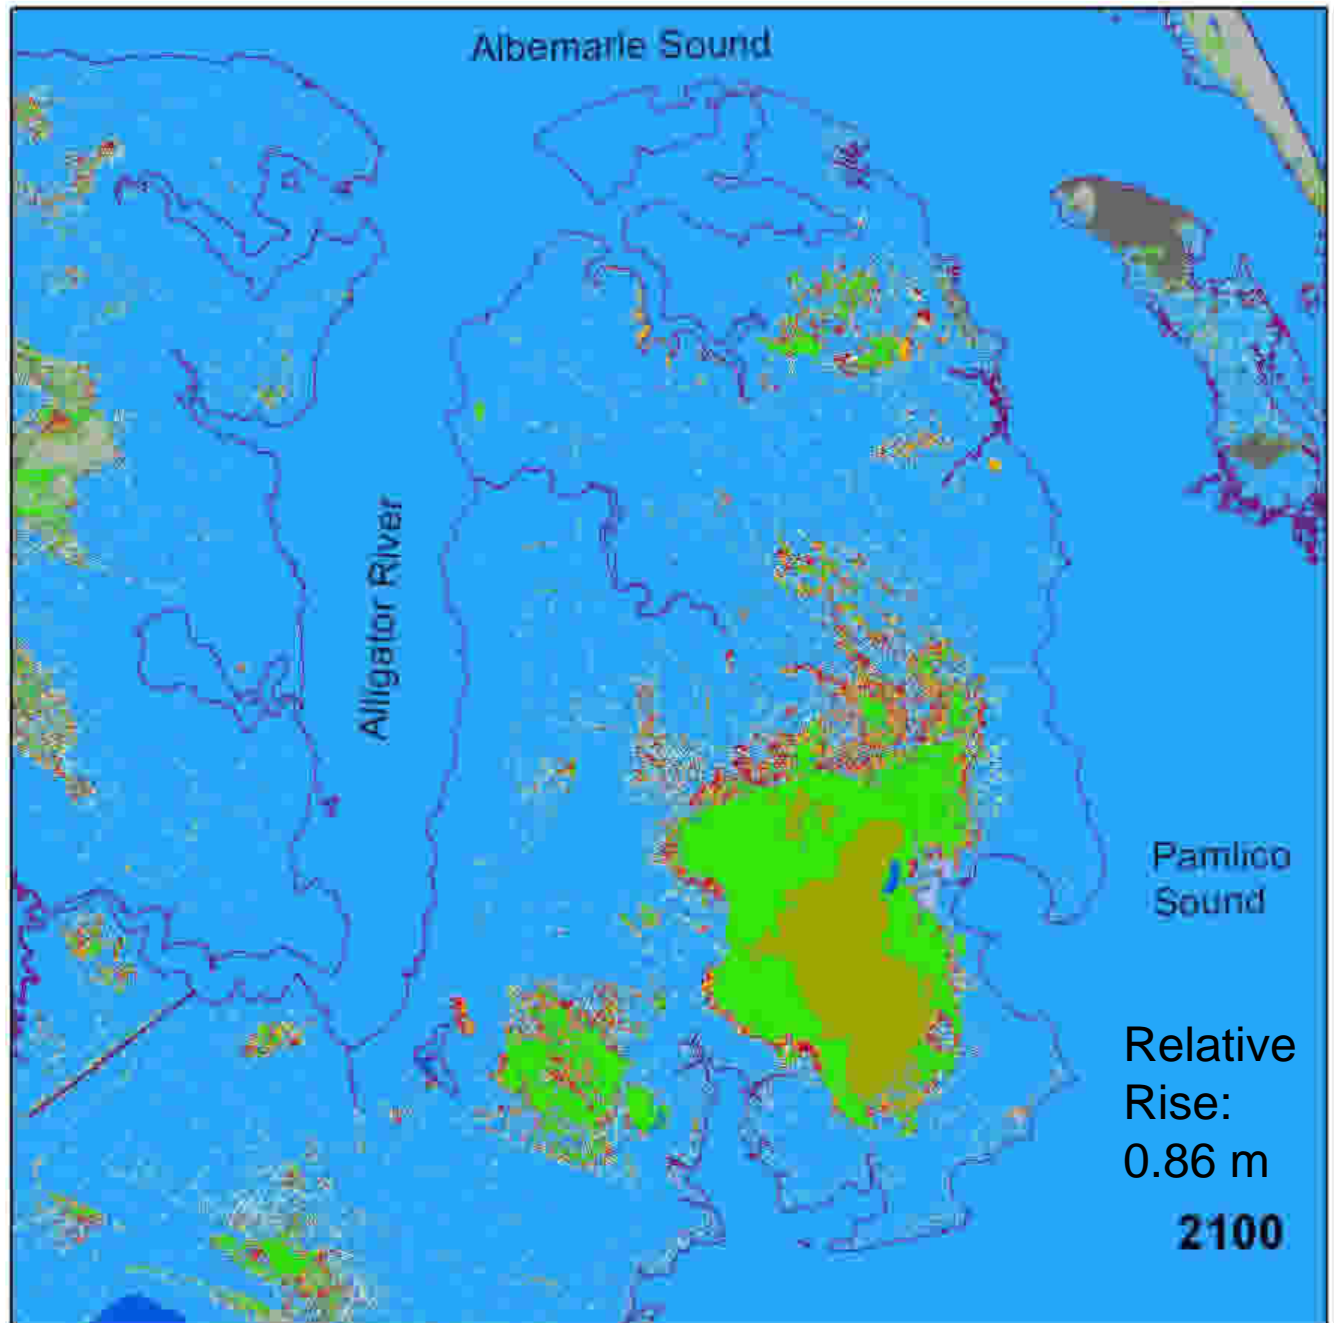 Albemarle Sound
Alligator River
Pamlico
Sound
Relative
Rise:
0.86 m
2100